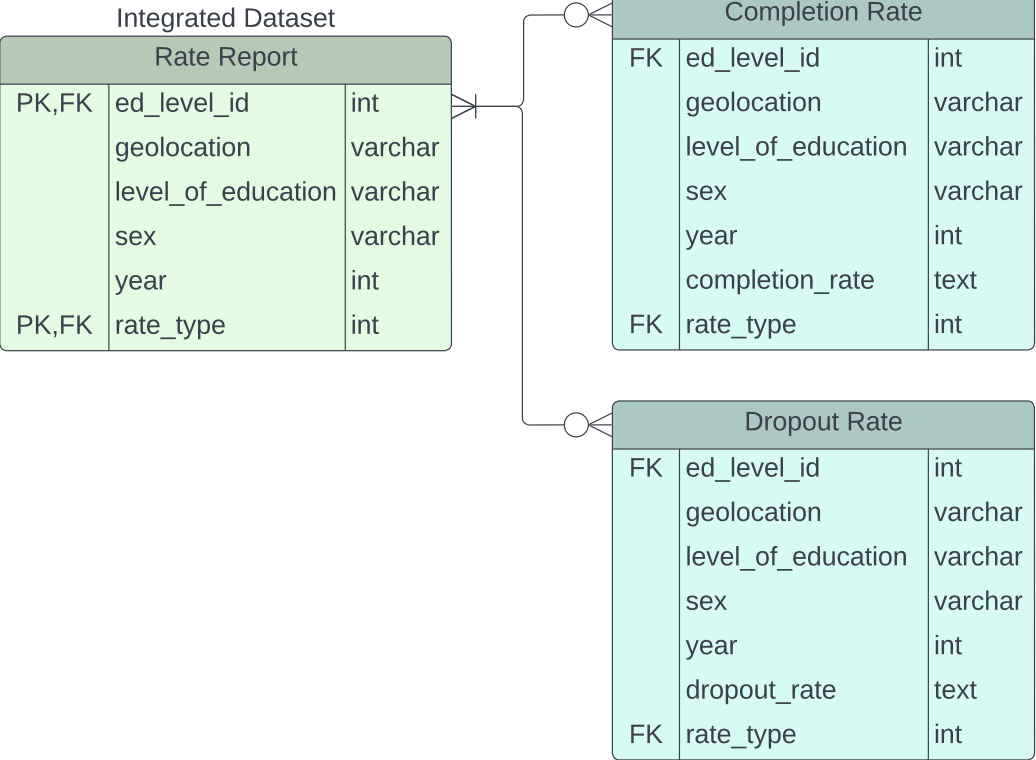 Integrated Dataset
Rate Report
PK,FK ed_level_id int
geolocation varchar
level_of_education varchar
sex varchar
year int
PK,FK rate_type int
Completion Rate
FK ed_level_id int
geolocation varchar
level_of_education varchar
sex varchar
year int
completion_rate text
FK rate_type int
Dropout Rate
FK ed_level_id int
geolocation varchar
level_of_education varchar
sex varchar
year int
dropout_rate text
FK rate_type int